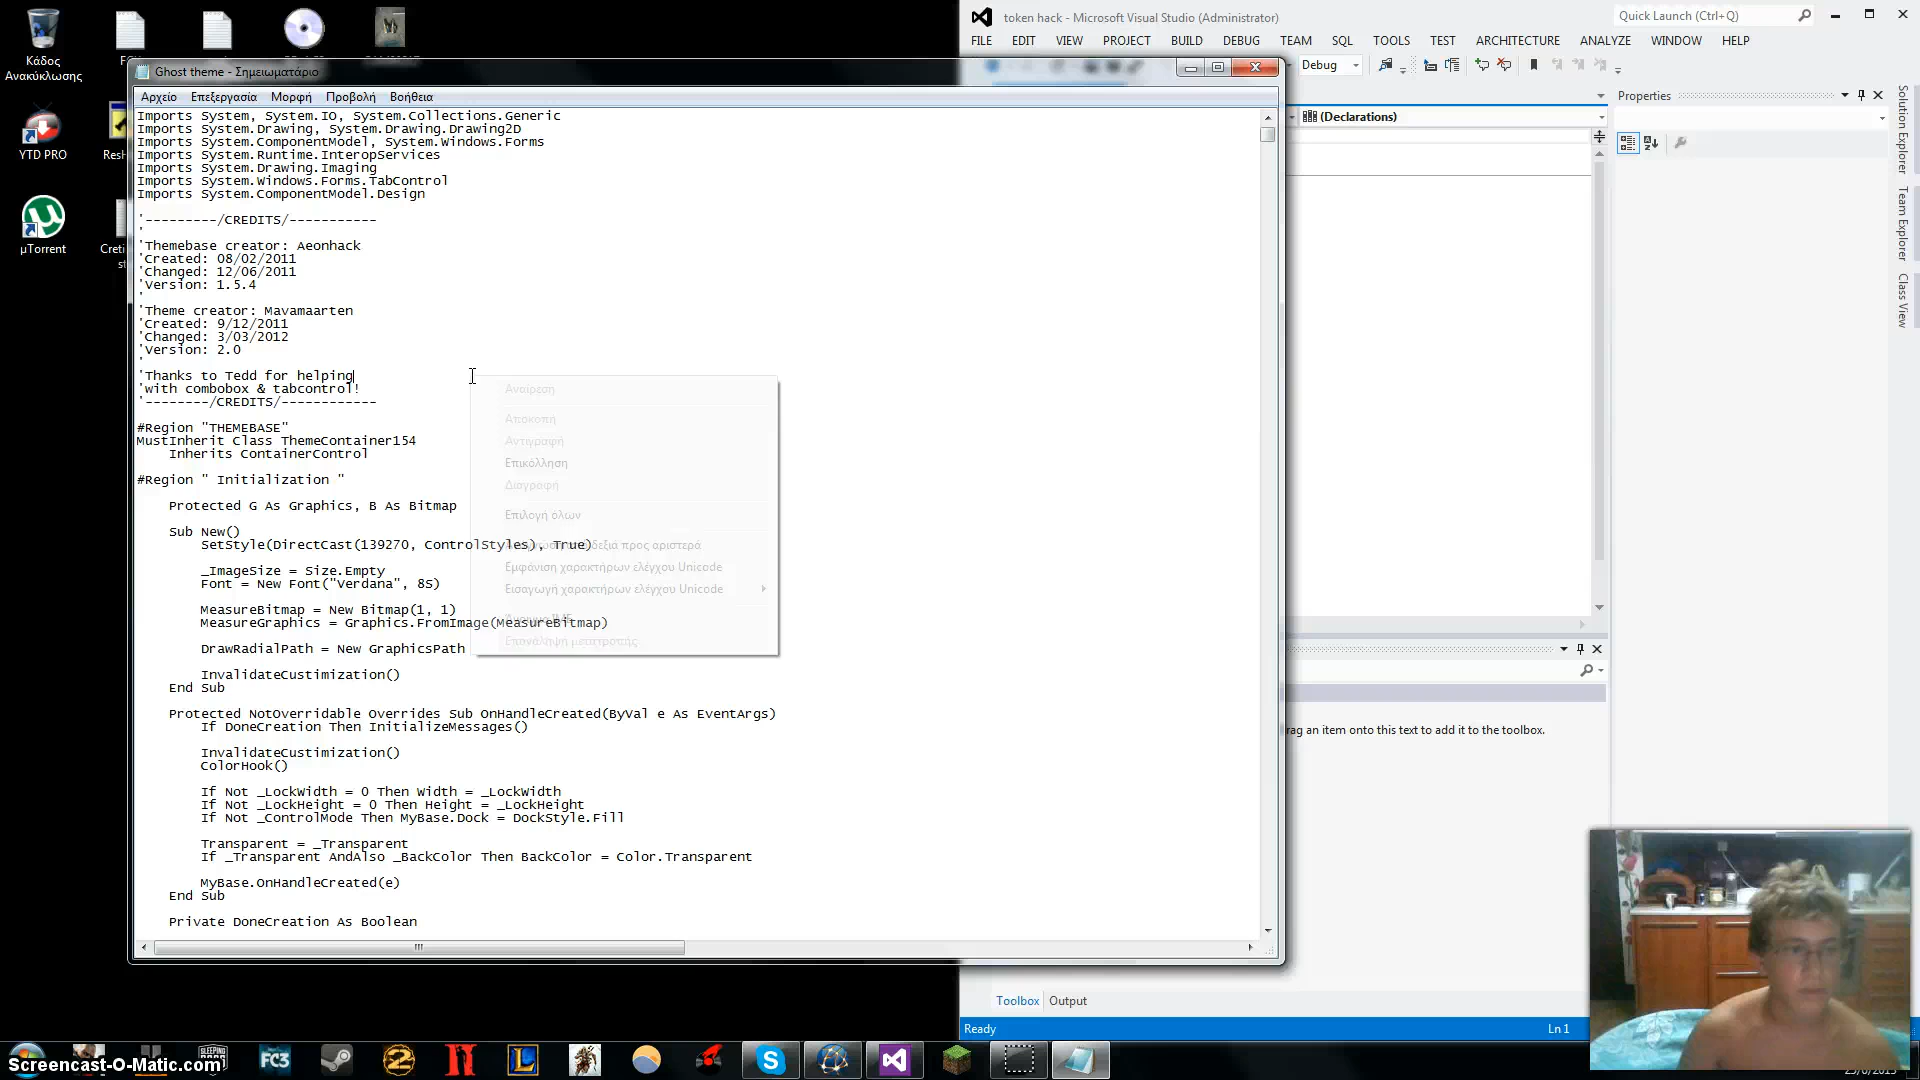 token hack - Microsoft Visual Studio (Administrator)
Quick Launch (Ctrl+Q)
FILE EDIT VIEW PROJECT BUILD DEBUG TEAM SQL TOOLS TEST ARCHITECTURE ANALYZE WINDOW HELP
Debug
Κάδος
Ανακύκλωσης
YTD PRO
µTorrent
Ghost theme - Σημειωματάριο
Αρχείο Επεξεργασία Μορφή Προβολή Βοήθεια
Imports System, System.IO, System.Collections.Generic
Imports System.Drawing, System.Drawing.Drawing2D
Imports System.ComponentModel, System.Windows.Forms
Imports System.Runtime.InteropServices
Imports System.Drawing.Imaging
Imports System.Windows.Forms.TabControl
Imports System.ComponentModel.Design
'---------/CREDITS/-----------
'
'Themebase creator: Aeonhack
'Created: 08/02/2011
'Changed: 12/06/2011
'Version: 1.5.4
'
'Theme creator: Mavamaarten
'Created: 9/12/2011
'Changed: 3/03/2012
'Version: 2.0
'
'Thanks to Tedd for helping
'with combobox & tabcontrol!
'--------/CREDITS/------------
#Region "THEMEBASE"
MustInherit Class ThemeContainer154
Inherits ContainerControl
#Region " Initialization "
Protected G As Graphics, B As Bitmap
Sub New()
SetStyle(DirectCast(139270, ControlStyles), True)
_ImageSize = Size.Empty
Font = New Font("Verdana", 8S)
MeasureBitmap = New Bitmap(1, 1)
MeasureGraphics = Graphics.FromImage(MeasureBitmap)
DrawRadialPath = New GraphicsPath
InvalidateCustimization()
End Sub
Protected NotOverridable Overrides Sub OnHandleCreated(ByVal e As EventArgs)
If DoneCreation Then InitializeMessages()
InvalidateCustimization()
ColorHook()
If Not _LockWidth = 0 Then Width = _LockWidth
If Not _LockHeight = 0 Then Height = _LockHeight
If Not _ControlMode Then MyBase.Dock = DockStyle.Fill
Transparent = _Transparent
If _Transparent AndAlso _BackColor Then BackColor = Color.Transparent
MyBase.OnHandleCreated(e)
End Sub
Private DoneCreation As Boolean
Αναίρεση
Αποκοπή
Αντιγραφή
Επικόλληση
Διαγραφή
Επιλογή όλων
δεξιά προς αριστερά
Εμφάνιση χαρακτήρων ελέγχου Unicode
Εισαγωγή χαρακτήρων ελέγχου Unicode
Επανάληψη μετατροπής
(Declarations)
Properties
Solution Explorer
Team Explorer
Class View
rag an item onto this text to add it to the toolbox.
Toolbox Output
Ready
Ln 1
FC3
Screencast-O-Matic.com